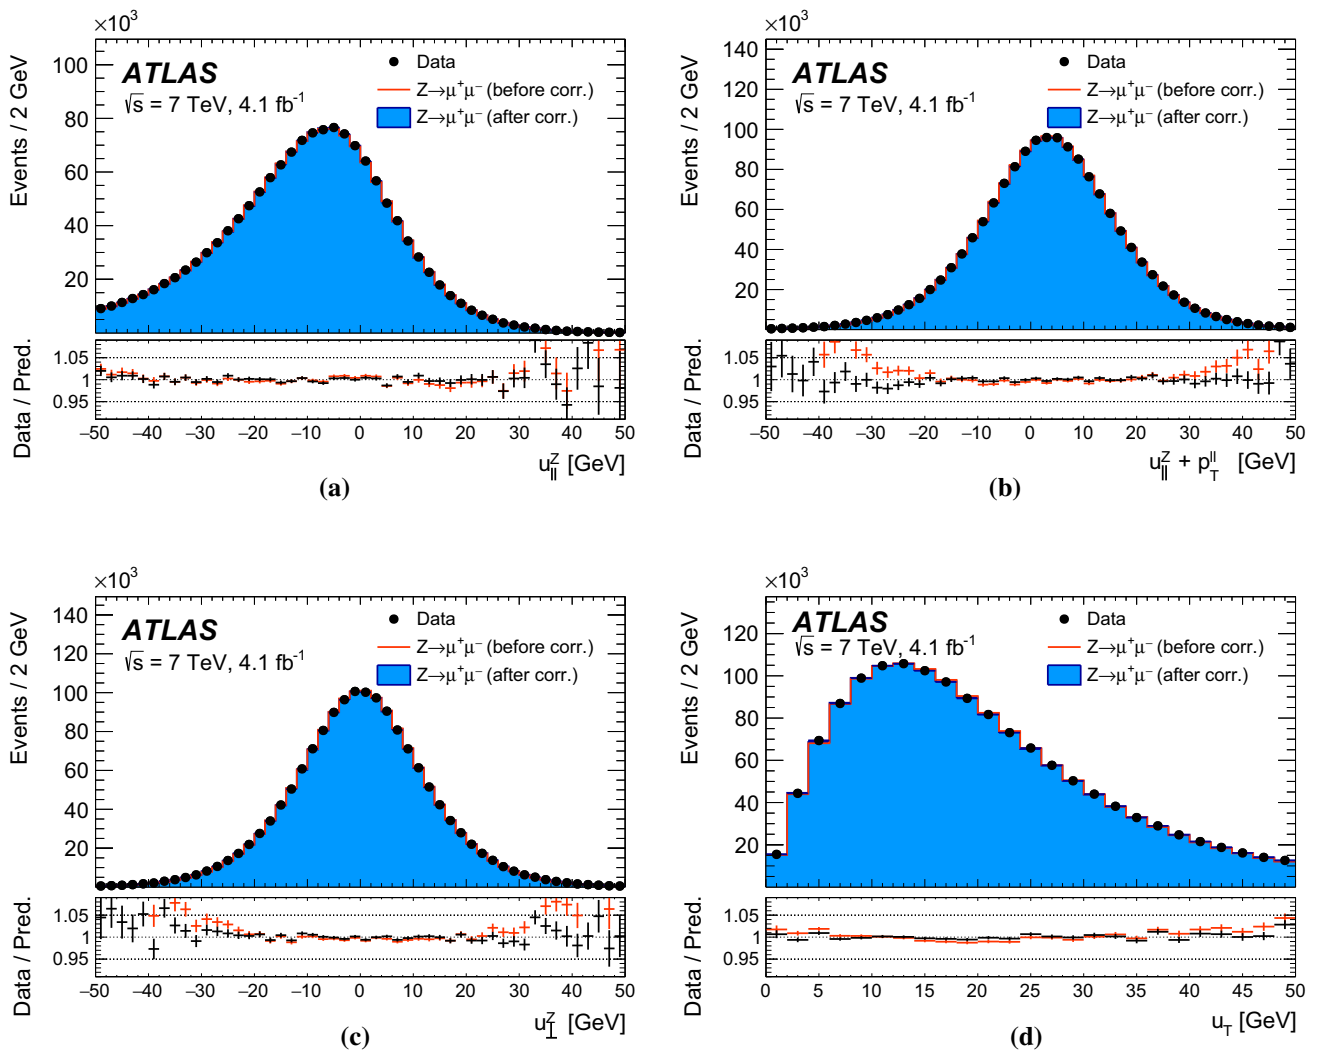 ×10³
Events / 2 GeV
100
80
60
40
20
ATLAS
√s = 7 TeV, 4.1 fb⁻¹
Data
Z→μ⁺μ⁻ (before corr.)
Z→μ⁺μ⁻ (after corr.)
Data / Pred.
1.05
1
0.95
−50 −40 −30 −20 −10 0 10 20 30 40 50
u∥ᶻ [GeV]
(a)
×10³
Events / 2 GeV
140
120
100
80
60
40
20
ATLAS
√s = 7 TeV, 4.1 fb⁻¹
Data
Z→μ⁺μ⁻ (before corr.)
Z→μ⁺μ⁻ (after corr.)
Data / Pred.
1.05
1
0.95
−50 −40 −30 −20 −10 0 10 20 30 40 50
u∥ᶻ + p_T^ll [GeV]
(b)
×10³
Events / 2 GeV
140
120
100
80
60
40
20
ATLAS
√s = 7 TeV, 4.1 fb⁻¹
Data
Z→μ⁺μ⁻ (before corr.)
Z→μ⁺μ⁻ (after corr.)
Data / Pred.
1.05
1
0.95
−50 −40 −30 −20 −10 0 10 20 30 40 50
u⊥ᶻ [GeV]
(c)
×10³
Events / 2 GeV
120
100
80
60
40
20
ATLAS
√s = 7 TeV, 4.1 fb⁻¹
Data
Z→μ⁺μ⁻ (before corr.)
Z→μ⁺μ⁻ (after corr.)
Data / Pred.
1.05
1
0.95
0 5 10 15 20 25 30 35 40 45 50
u_T [GeV]
(d)